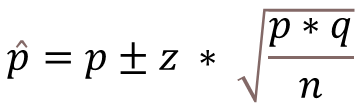 p̂ = p ± z * √(p * q / n)